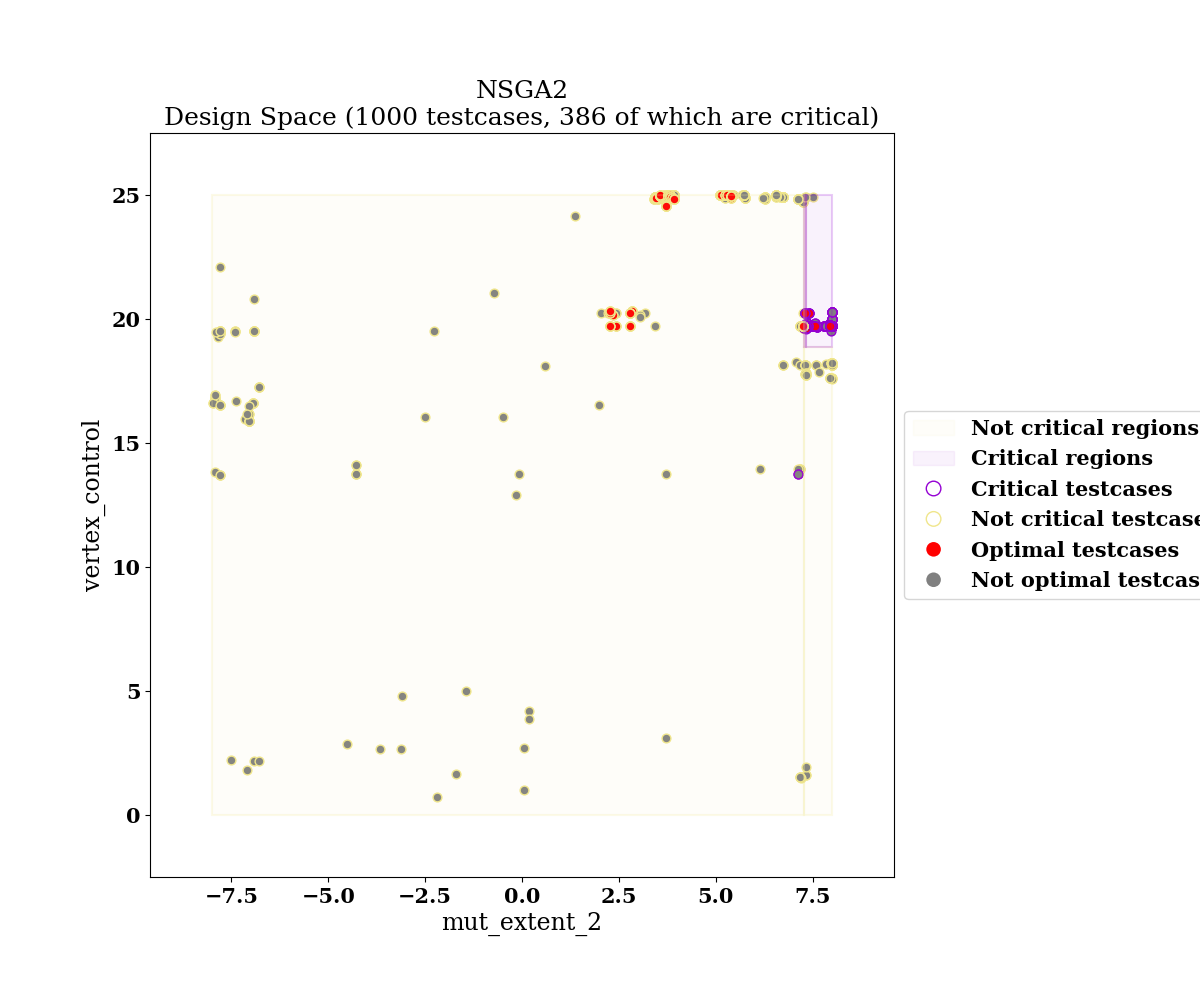 NSGA2
Design Space (1000 testcases, 386 of which are critical)
vertex_control
25
20
15
10
5
0
−7.5 −5.0 −2.5 0.0 2.5 5.0 7.5
mut_extent_2
Not critical regions
Critical regions
Critical testcases
Not critical testcase
Optimal testcases
Not optimal testcas